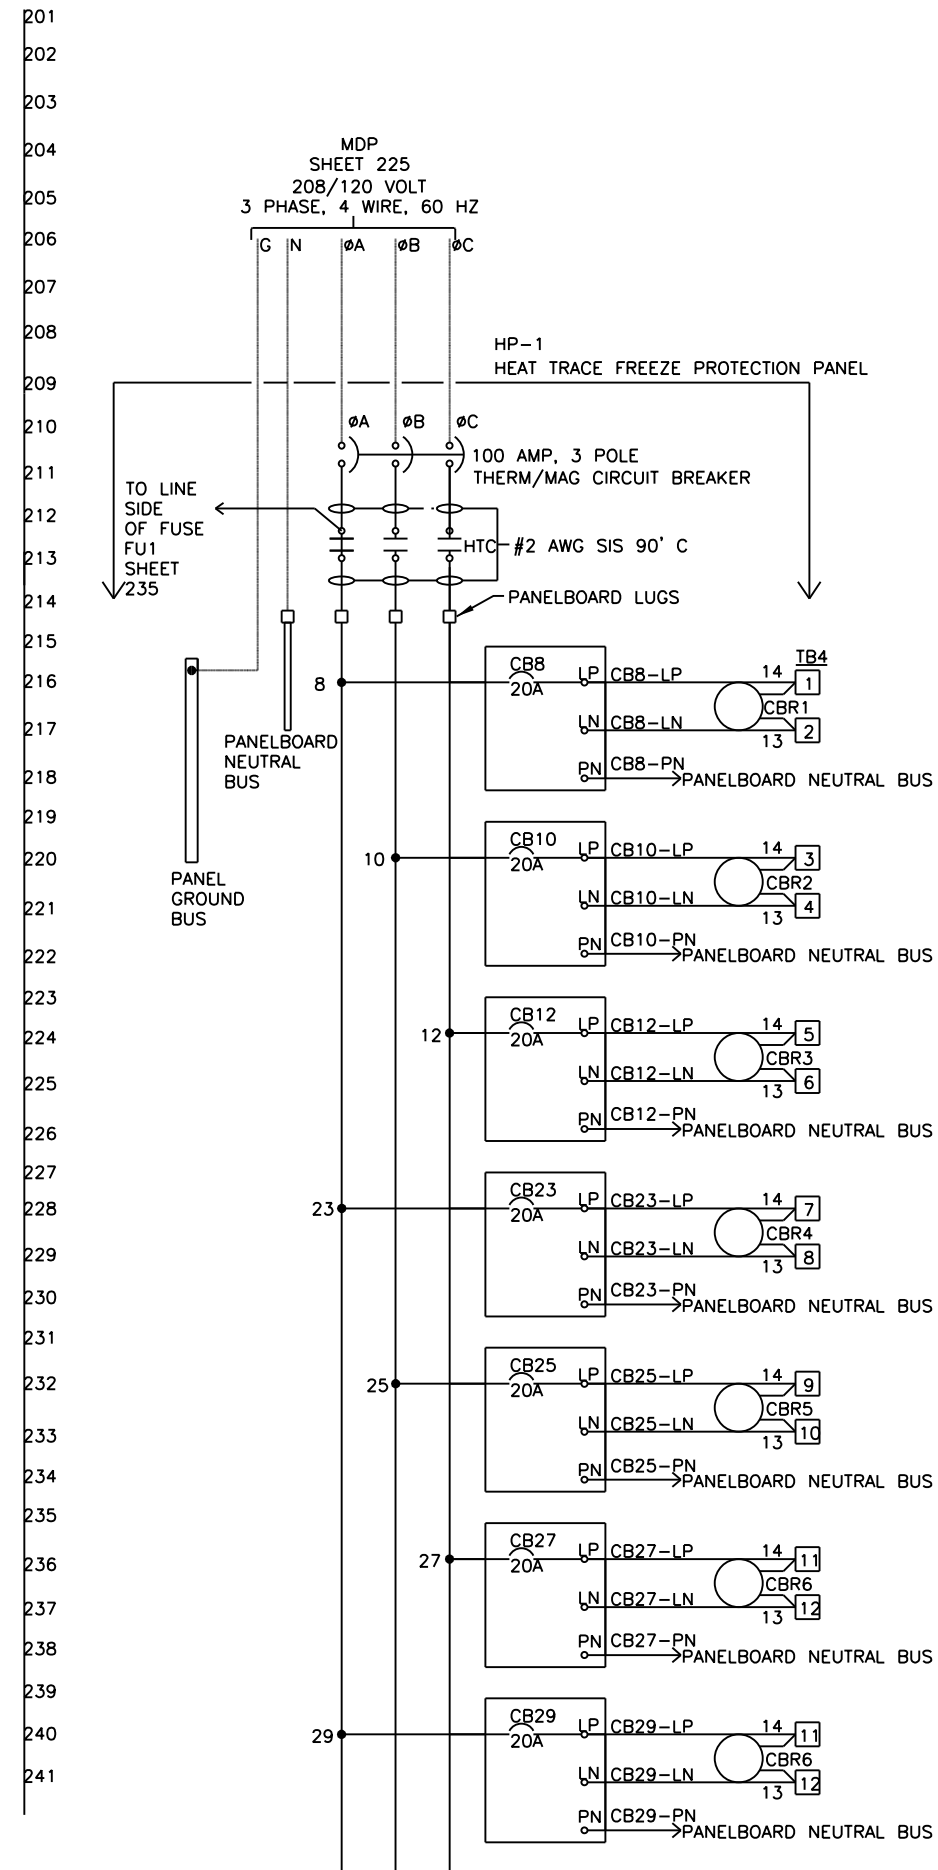 201
202
203
204
MDP
SHEET 225
205
208/120 VOLT
3 PHASE, 4 WIRE, 60 HZ
206
G N ØA ØB ØC
207
208
HP-1
HEAT TRACE FREEZE PROTECTION PANEL
209
210
ØA ØB ØC
100 AMP, 3 POLE
THERM/MAG CIRCUIT BREAKER
211
TO LINE
SIDE
OF FUSE
FU1
SHEET
235
212
213
HTC #2 AWG SIS 90' C
214
PANELBOARD LUGS
215
216
8
CB8
20A
LP CB8-LP 14
TB4
1
217
LN CB8-LN CBR1
13 2
PANELBOARD
NEUTRAL
BUS
218
PN CB8-PN
PANELBOARD NEUTRAL BUS
219
220
10
CB10
20A
LP CB10-LP 14 3
PANEL
GROUND
BUS
221
LN CB10-LN CBR2
13 4
222
PN CB10-PN
PANELBOARD NEUTRAL BUS
223
224
12
CB12
20A
LP CB12-LP 14 5
225
LN CB12-LN CBR3
13 6
226
PN CB12-PN
PANELBOARD NEUTRAL BUS
227
228
23
CB23
20A
LP CB23-LP 14 7
229
LN CB23-LN CBR4
13 8
230
PN CB23-PN
PANELBOARD NEUTRAL BUS
231
232
25
CB25
20A
LP CB25-LP 14 9
233
LN CB25-LN CBR5
13 10
234
PN CB25-PN
PANELBOARD NEUTRAL BUS
235
236
27
CB27
20A
LP CB27-LP 14 11
237
LN CB27-LN CBR6
13 12
238
PN CB27-PN
PANELBOARD NEUTRAL BUS
239
240
29
CB29
20A
LP CB29-LP 14 11
241
LN CB29-LN CBR6
13 12
PN CB29-PN
PANELBOARD NEUTRAL BUS